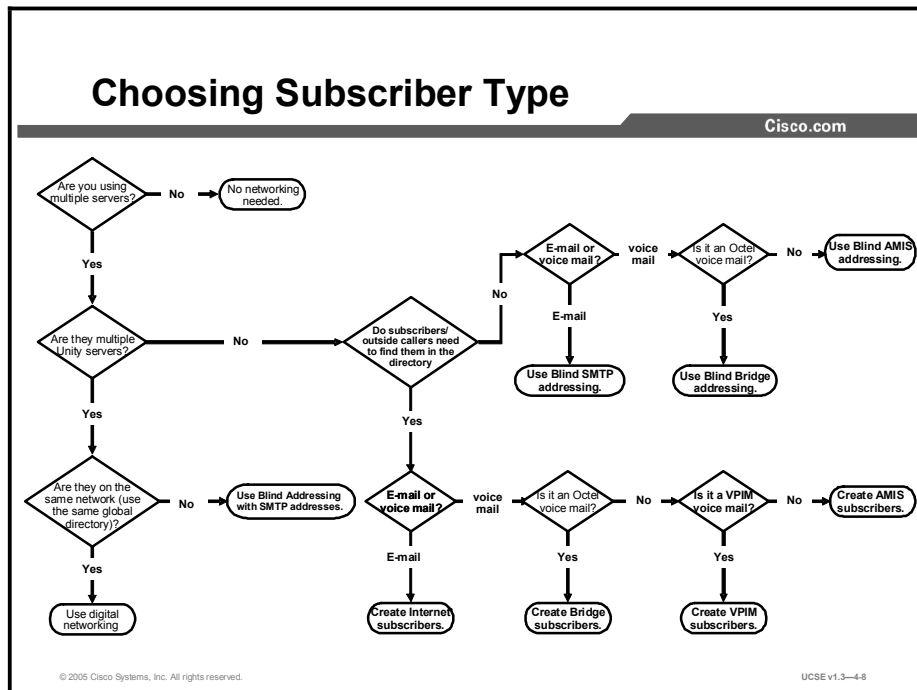 Choosing Subscriber Type
Cisco.com
Are you using
multiple servers?
No
No networking
needed.
Yes
Are they multiple
Unity servers?
No
Do subscribers/
outside callers need
to find them in the
directory
No
E-mail or
voice mail?
voice
mail
Is it an Octel
voice mail?
No
Use Blind AMIS
addressing.
E-mail
Yes
Use Blind SMTP
addressing.
Use Blind Bridge
addressing.
Yes
Yes
Are they on the
same network (use
the same global
directory)?
No
Use Blind Addressing
with SMTP addresses.
E-mail or
voice mail?
voice
mail
Is it an Octel
voice mail?
No
Is it a VPIM
voice mail?
No
Create AMIS
subscribers.
Yes
E-mail
Yes
Yes
Use digital
networking
Create Internet
subscribers.
Create Bridge
subscribers.
Create VPIM
subscribers.
© 2005 Cisco Systems, Inc. All rights reserved.
UCSE v1.3—4-8